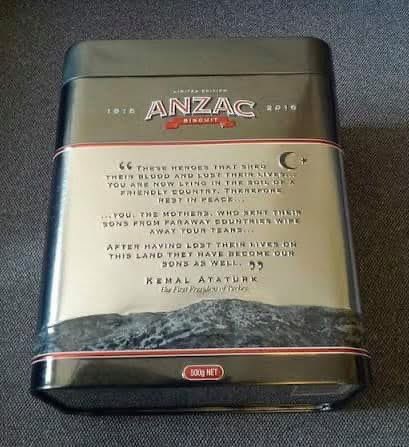 LIMITED EDITION
1915 ANZAC 2015
BISCUIT
“ THESE HEROES THAT SHED
THEIR BLOOD AND LOST THEIR LIVES...
YOU ARE NOW LYING IN THE SOIL OF A
FRIENDLY COUNTRY. THEREFORE
REST IN PEACE...
...YOU, THE MOTHERS, WHO SENT THEIR
SONS FROM FARAWAY COUNTRIES WIPE
AWAY YOUR TEARS...
AFTER HAVING LOST THEIR LIVES ON
THIS LAND THEY HAVE BECOME OUR
SONS AS WELL. ”
KEMAL ATATURK
The First President of Turkey
500g NET